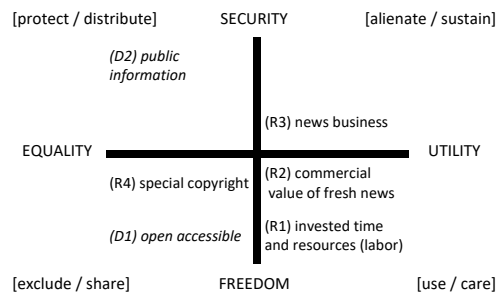 [protect / distribute] SECURITY [alienate / sustain]
(D2) public
information
(R3) news business
EQUALITY UTILITY
(R4) special copyright
(R2) commercial
value of fresh news
(D1) open accessible
(R1) invested time
and resources (labor)
[exclude / share] FREEDOM [use / care]